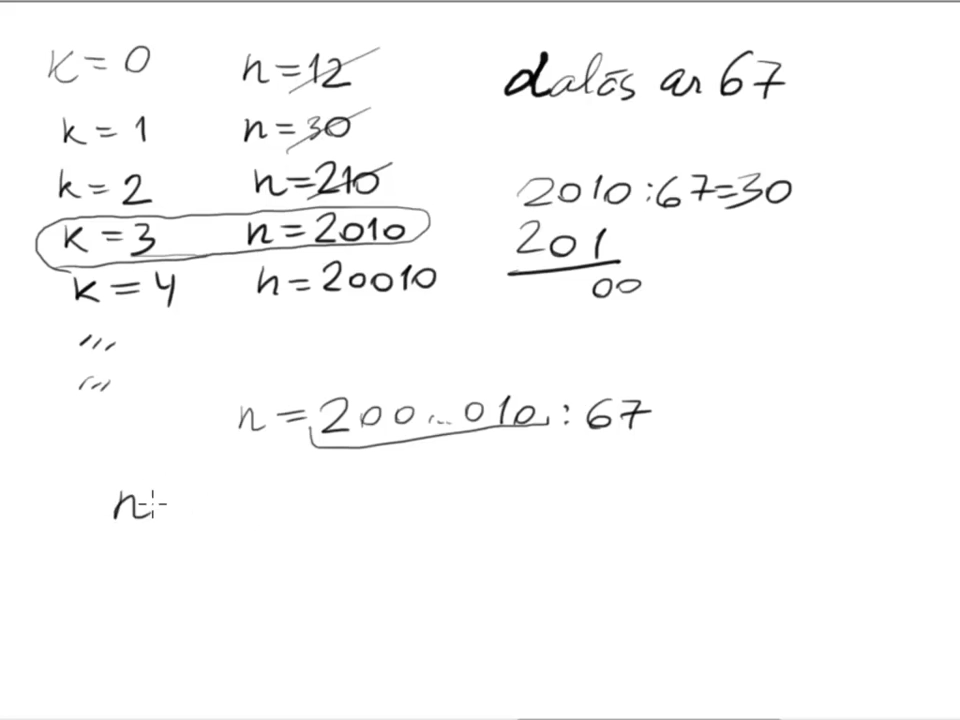 k = 0 n = 12 dalās ar 67
k = 1 n = 30
k = 2 n = 210 2010 : 67 = 30
k = 3 n = 2010 201
k = 4 n = 20010 00
n = 200...010 : 67
n =